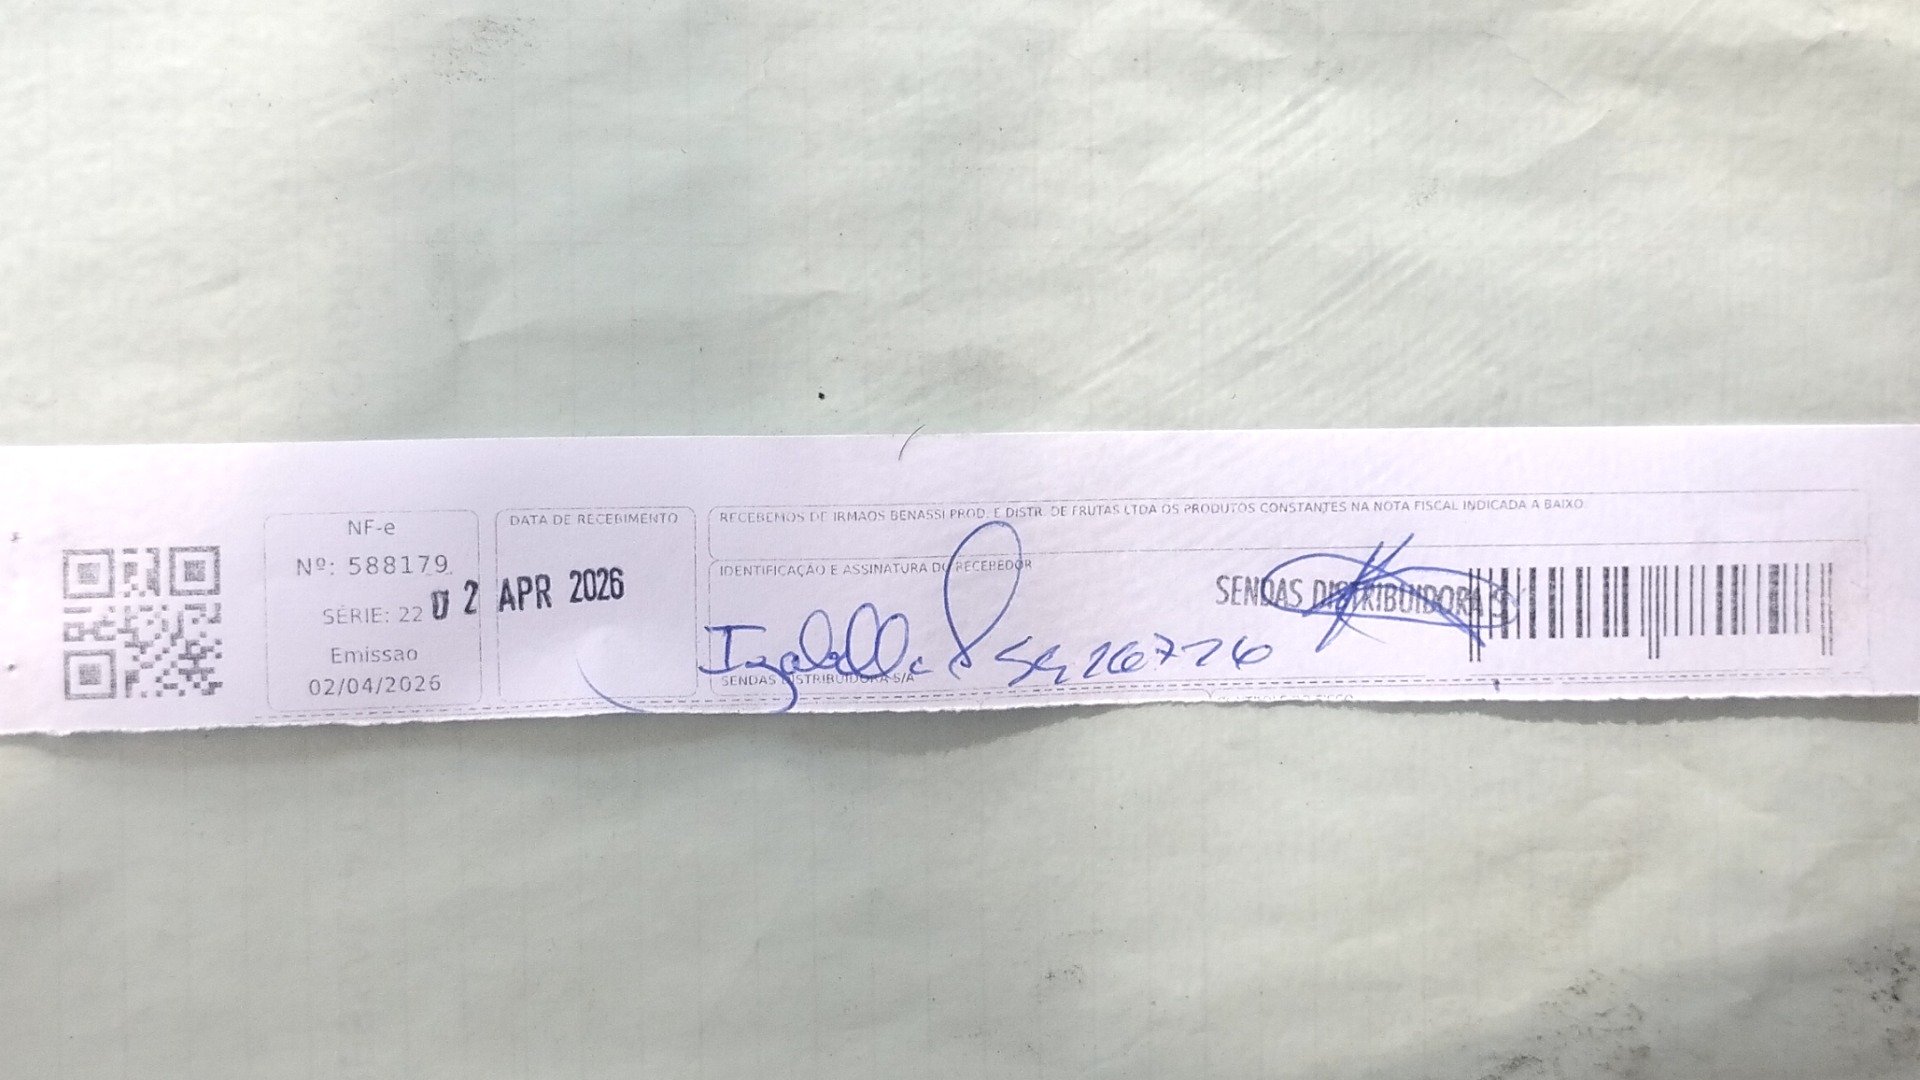 NF-e
Nº: 588179
SÉRIE: 22
Emissao
02/04/2026
DATA DE RECEBIMENTO
02 APR 2026
RECEBEMOS DE IRMAOS BENASSI PROD. E DISTR. DE FRUTAS LTDA OS PRODUTOS CONSTANTES NA NOTA FISCAL INDICADA A BAIXO
IDENTIFICAÇAO E ASSINATURA DO RECEBEDOR
SENDAS DISTRIBUIDORA S
Izabella
SENDAS DISTRIBUIDORA S/A